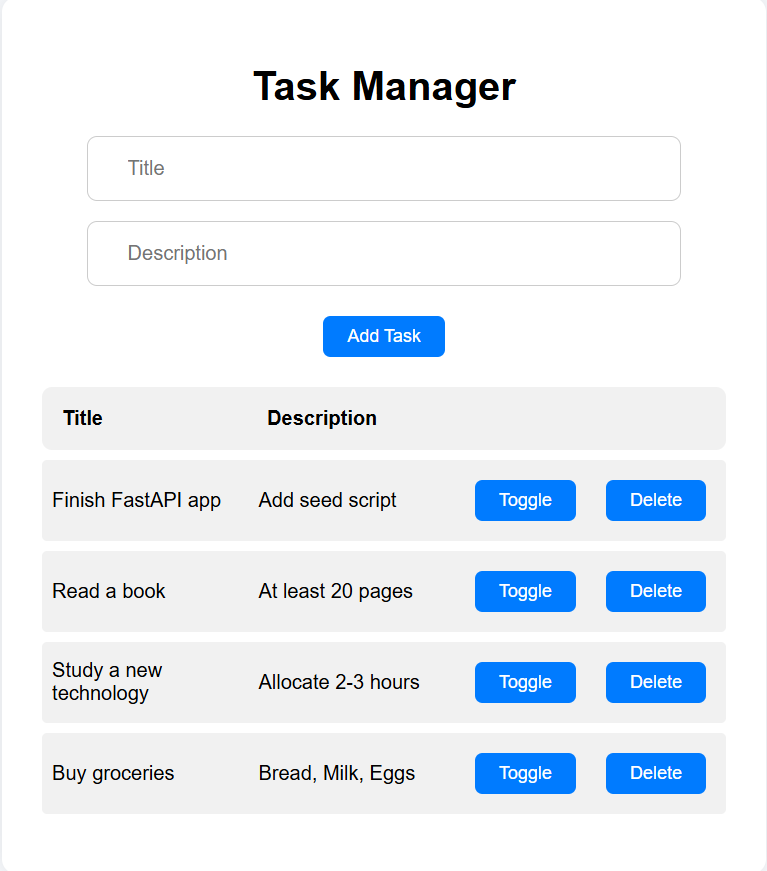 Task Manager
Title
Description
Add Task
Title Description
Finish FastAPI app Add seed script Toggle Delete
Read a book At least 20 pages Toggle Delete
Study a new
technology Allocate 2-3 hours Toggle Delete
Buy groceries Bread, Milk, Eggs Toggle Delete